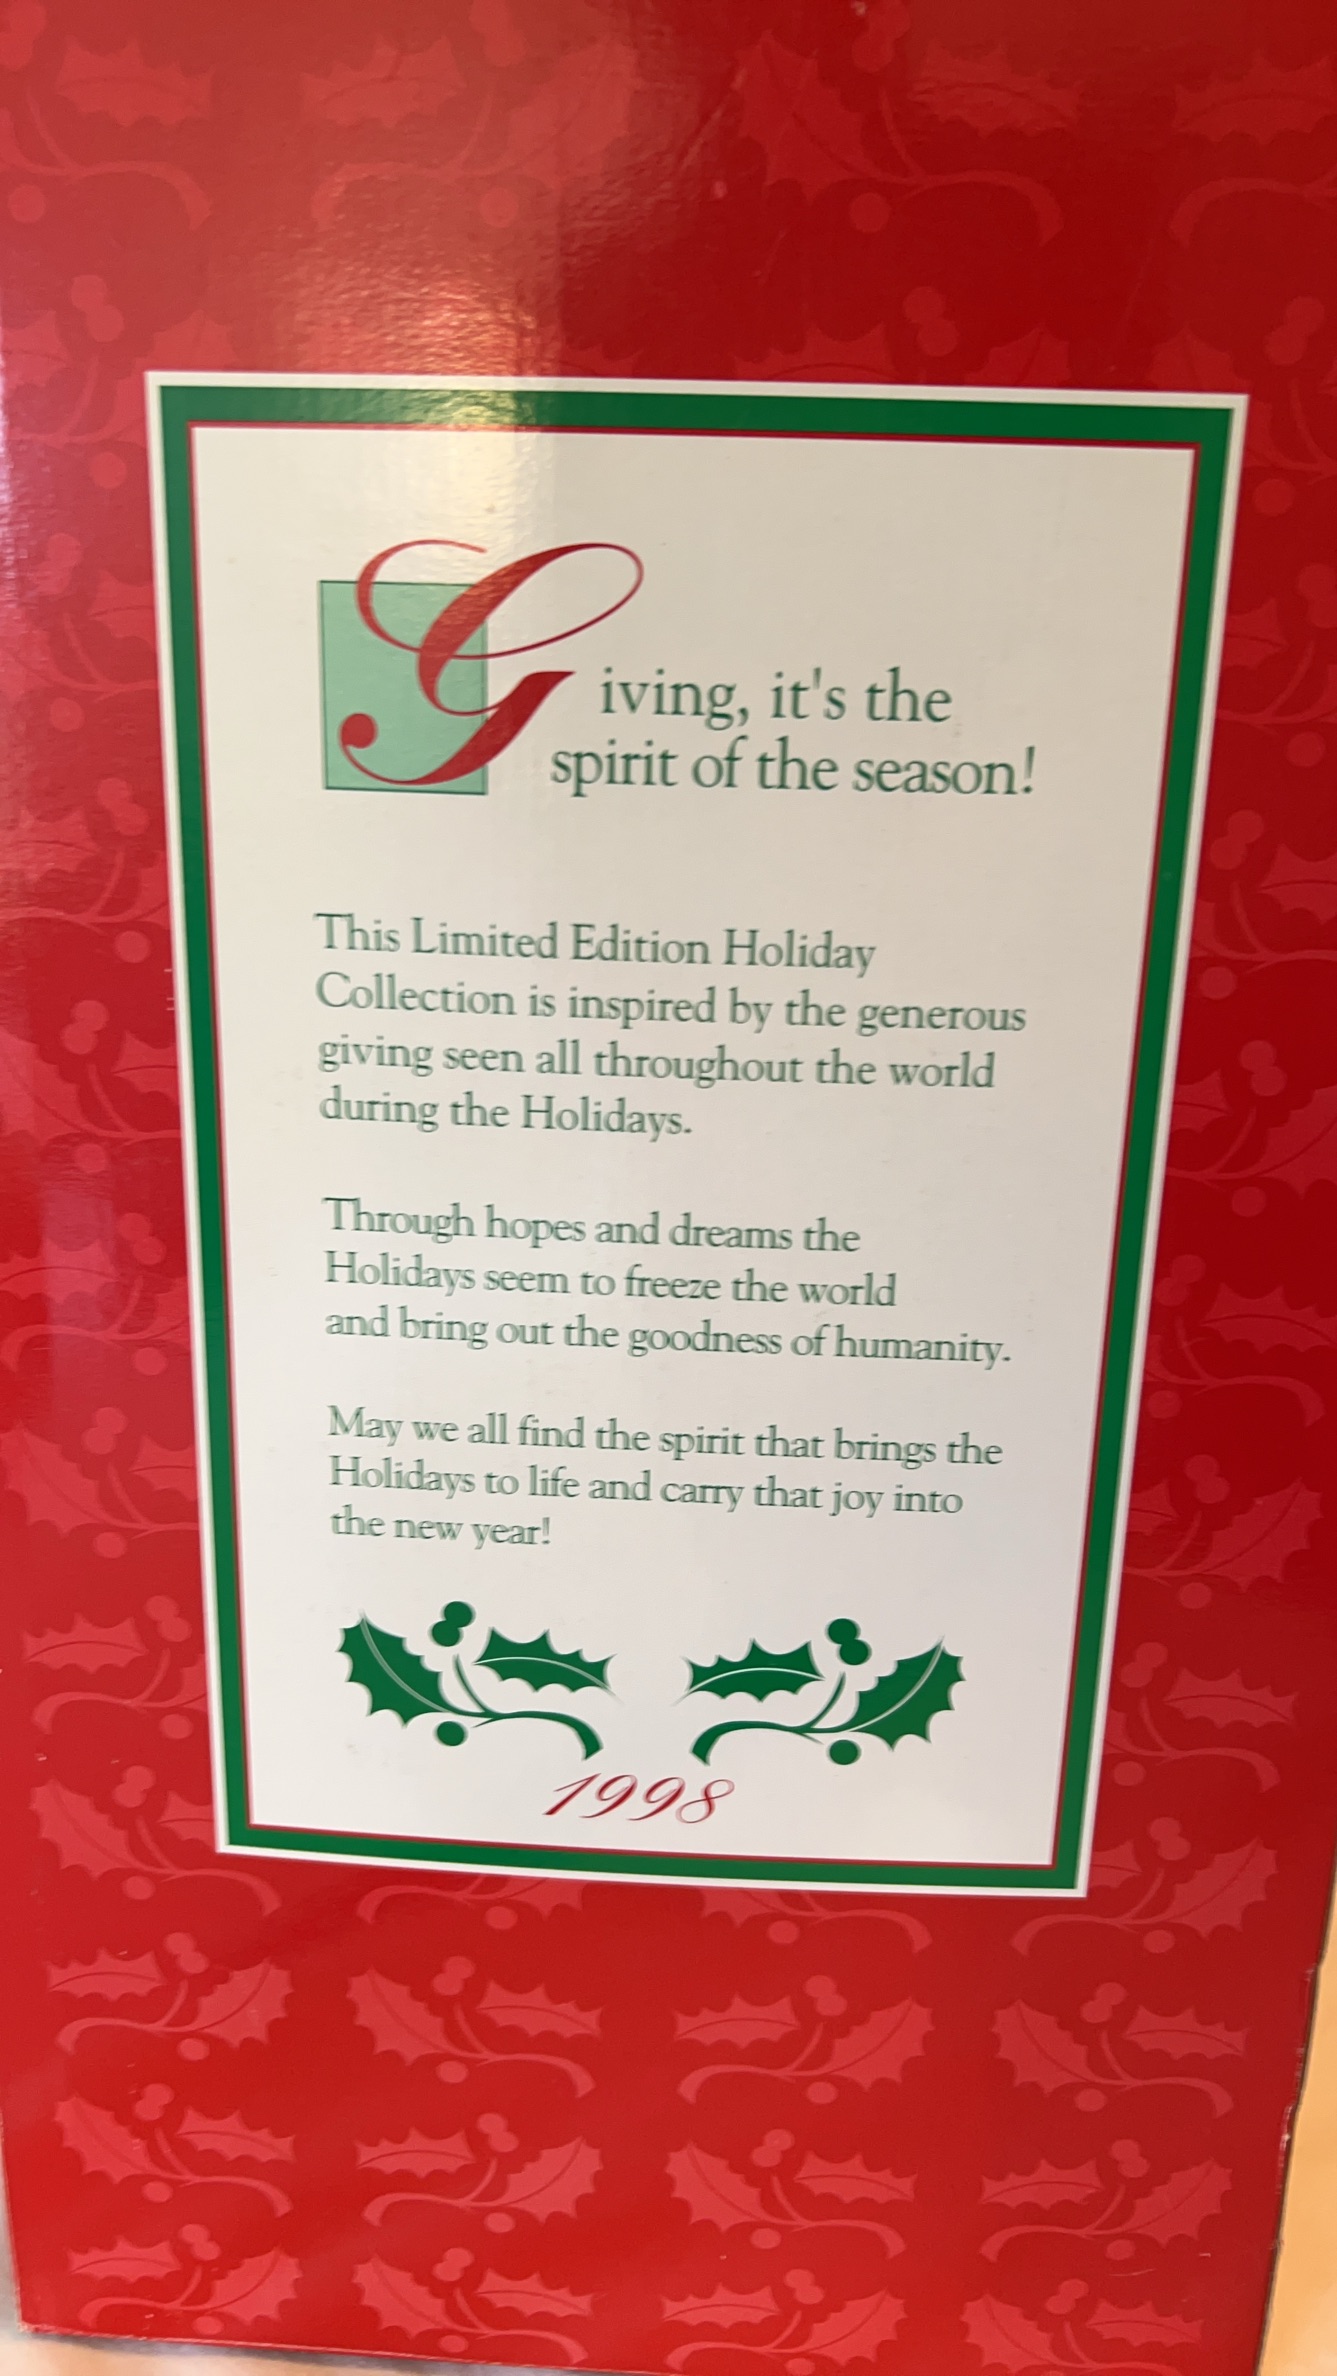 Giving, it's the
spirit of the season!
This Limited Edition Holiday
Collection is inspired by the generous
giving seen all throughout the world
during the Holidays.
Through hopes and dreams the
Holidays seem to freeze the world
and bring out the goodness of humanity.
May we all find the spirit that brings the
Holidays to life and carry that joy into
the new year!
1998